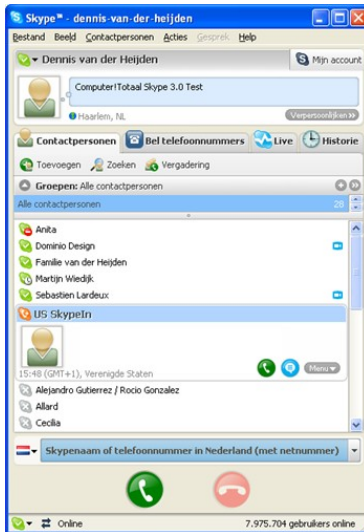 Skype™ - dennis-van-der-heijden
Bestand Beeld Contactpersonen Acties Gesprek Help
Dennis van der Heijden
Mijn account
Computer!Totaal Skype 3.0 Test
Haarlem, NL
Verpersoonlijken »
Contactpersonen Bel telefoonnummers Live Historie
Toevoegen Zoeken Vergadering
Groepen: Alle contactpersonen
Alle contactpersonen 28
Anita
Dominio Design
Familie van der Heijden
Martijn Wiedijk
Sebastien Lardeux
US SkypeIn
15:48 (GMT+1), Verenigde Staten
Menu
Alejandro Gutierrez / Rocio Gonzalez
Allard
Cecilia
Skypenaam of telefoonnummer in Nederland (met netnummer)
Online 7.975.704 gebruikers online